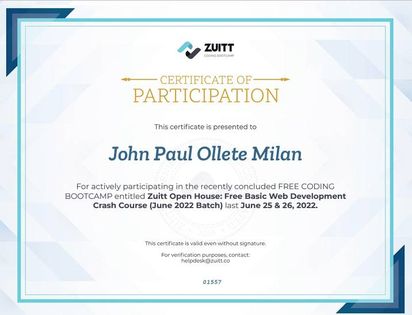 ZUITT
CODING BOOTCAMP
CERTIFICATE OF
PARTICIPATION
This certificate is presented to
John Paul Ollete Milan
For actively participating in the recently concluded FREE CODING
BOOTCAMP entitled Zuitt Open House: Free Basic Web Development
Crash Course (June 2022 Batch) last June 25 & 26, 2022.
This certificate is valid even without signature.
For verification purposes, contact:
helpdesk@zuitt.co
01557